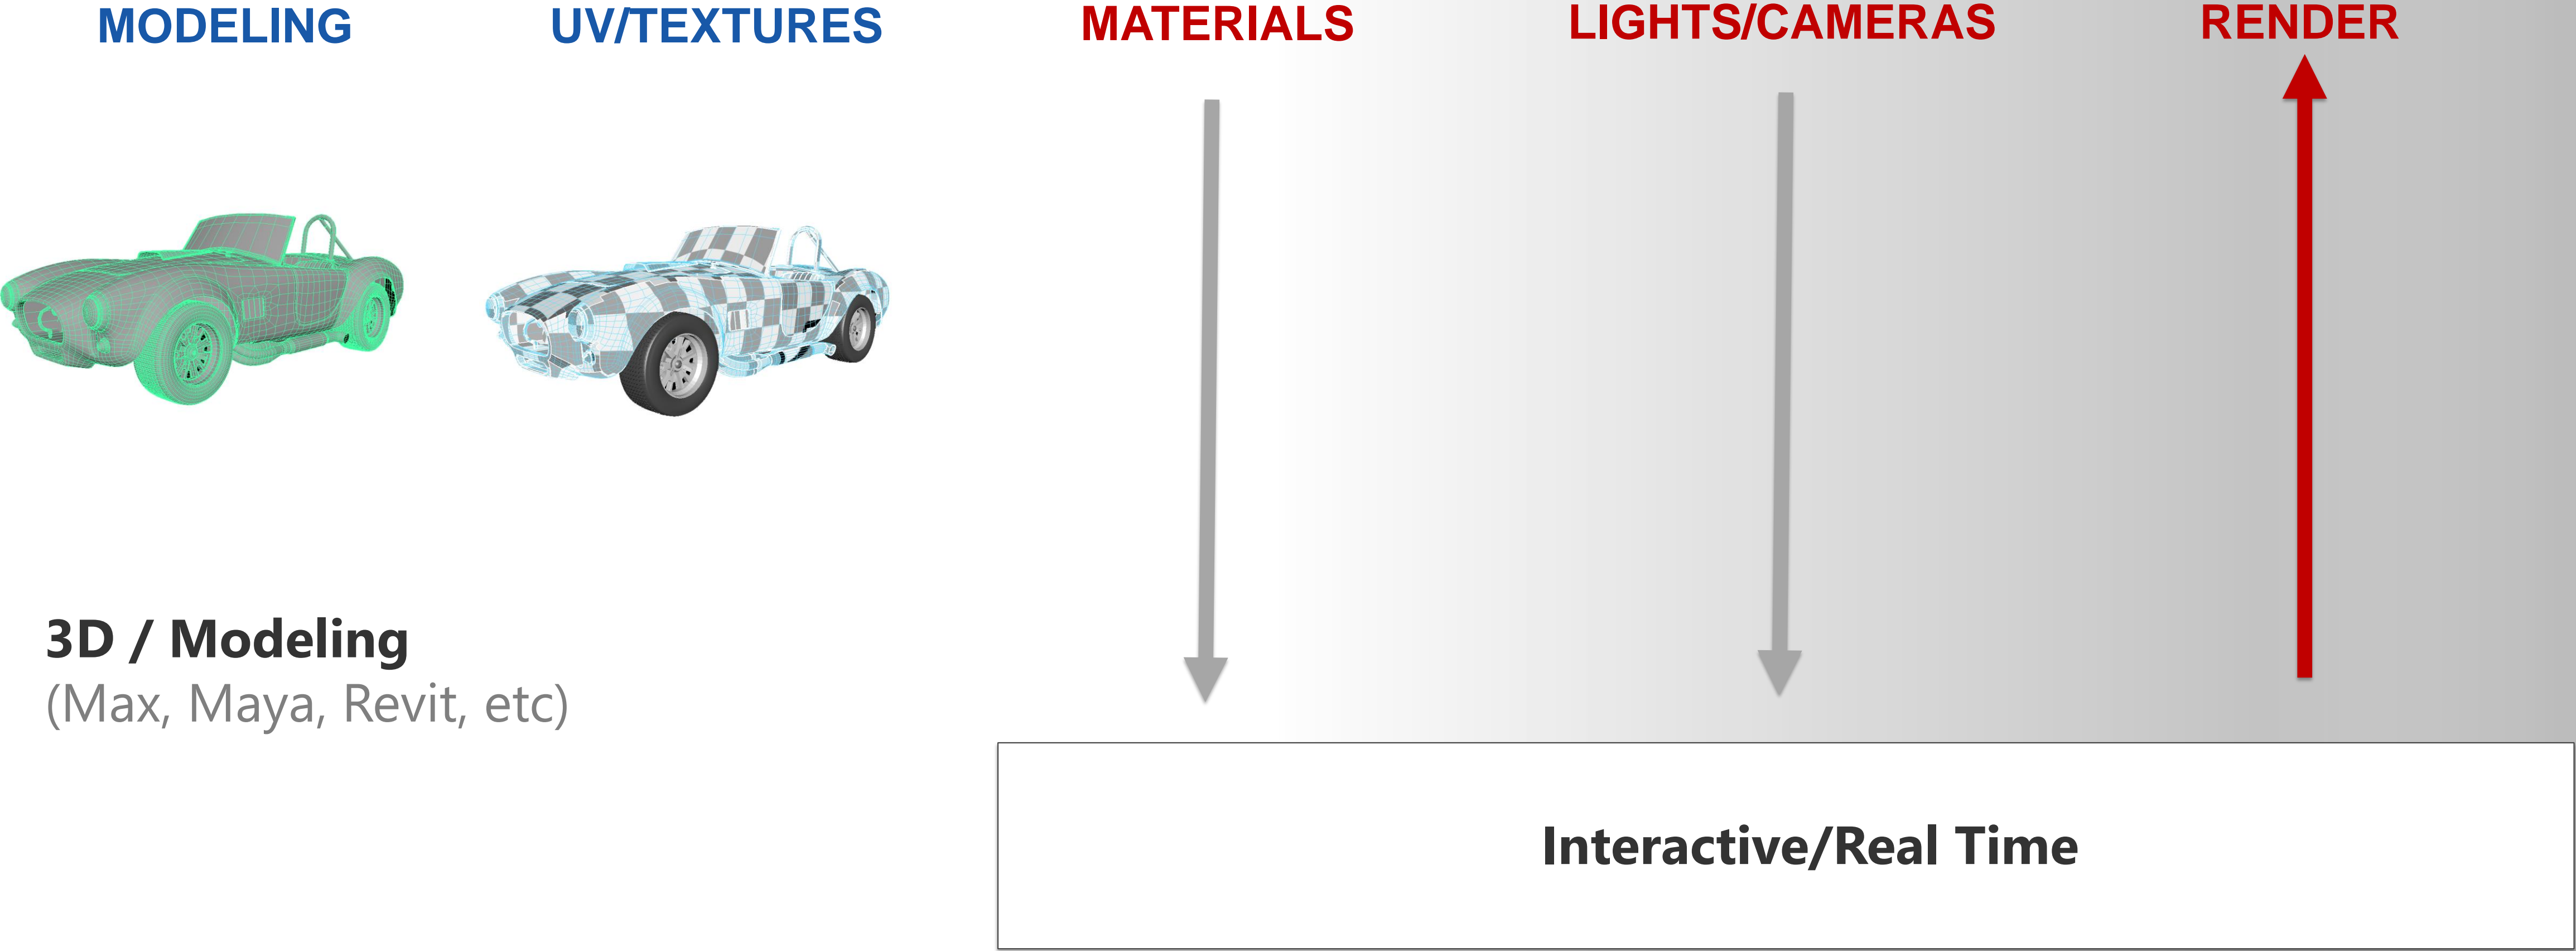 MODELING
UV/TEXTURES
MATERIALS
LIGHTS/CAMERAS
RENDER
3D / Modeling
(Max, Maya, Revit, etc)
Interactive/Real Time